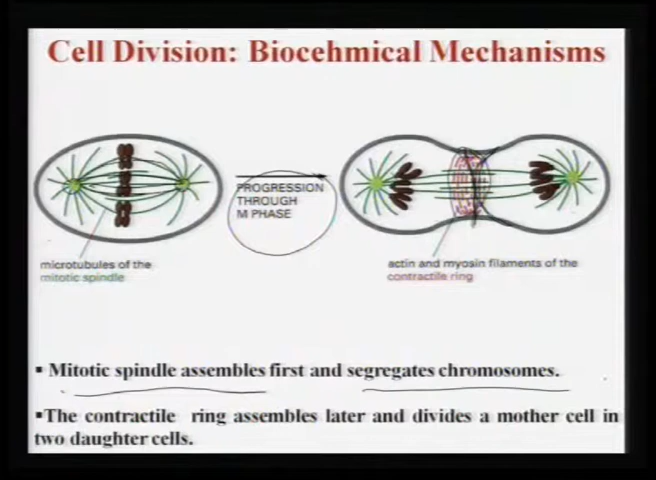 Cell Division: Biocehmical Mechanisms
PROGRESSION
THROUGH
M PHASE
microtubules of the
mitotic spindle
actin and myosin filaments of the
contractile ring
▪ Mitotic spindle assembles first and segregates chromosomes.
▪The contractile ring assembles later and divides a mother cell in
two daughter cells.